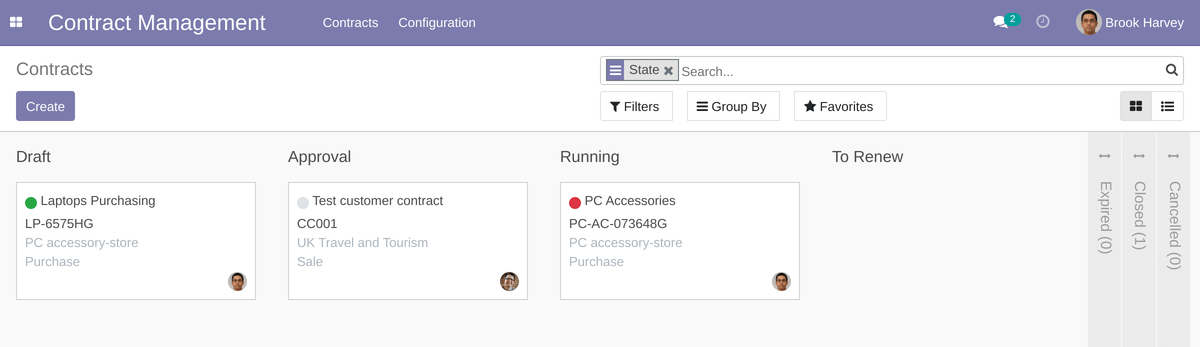 Contract Management
Contracts
Configuration
2
Brook Harvey
Contracts
State
Search...
Create
Filters
Group By
Favorites
Draft
Laptops Purchasing
LP-6575HG
PC accessory-store
Purchase
Approval
Test customer contract
CC001
UK Travel and Tourism
Sale
Running
PC Accessories
PC-AC-073648G
PC accessory-store
Purchase
To Renew
Expired (0)
Closed (1)
Cancelled (0)